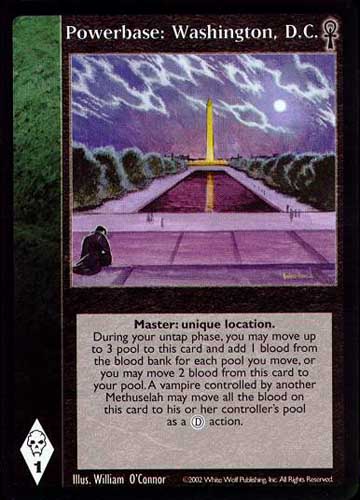 Powerbase: Washington, D.C.
Master: unique location.
During your untap phase, you may move up
to 3 pool to this card and add 1 blood from
the blood bank for each pool you move, or
you may move 2 blood from this card to
your pool. A vampire controlled by another
Methuselah may move all the blood on
this card to his or her controller's pool
as a Ⓓ action.
1
Illus. William O'Connor
©2002 White Wolf Publishing, Inc. All Rights Reserved.